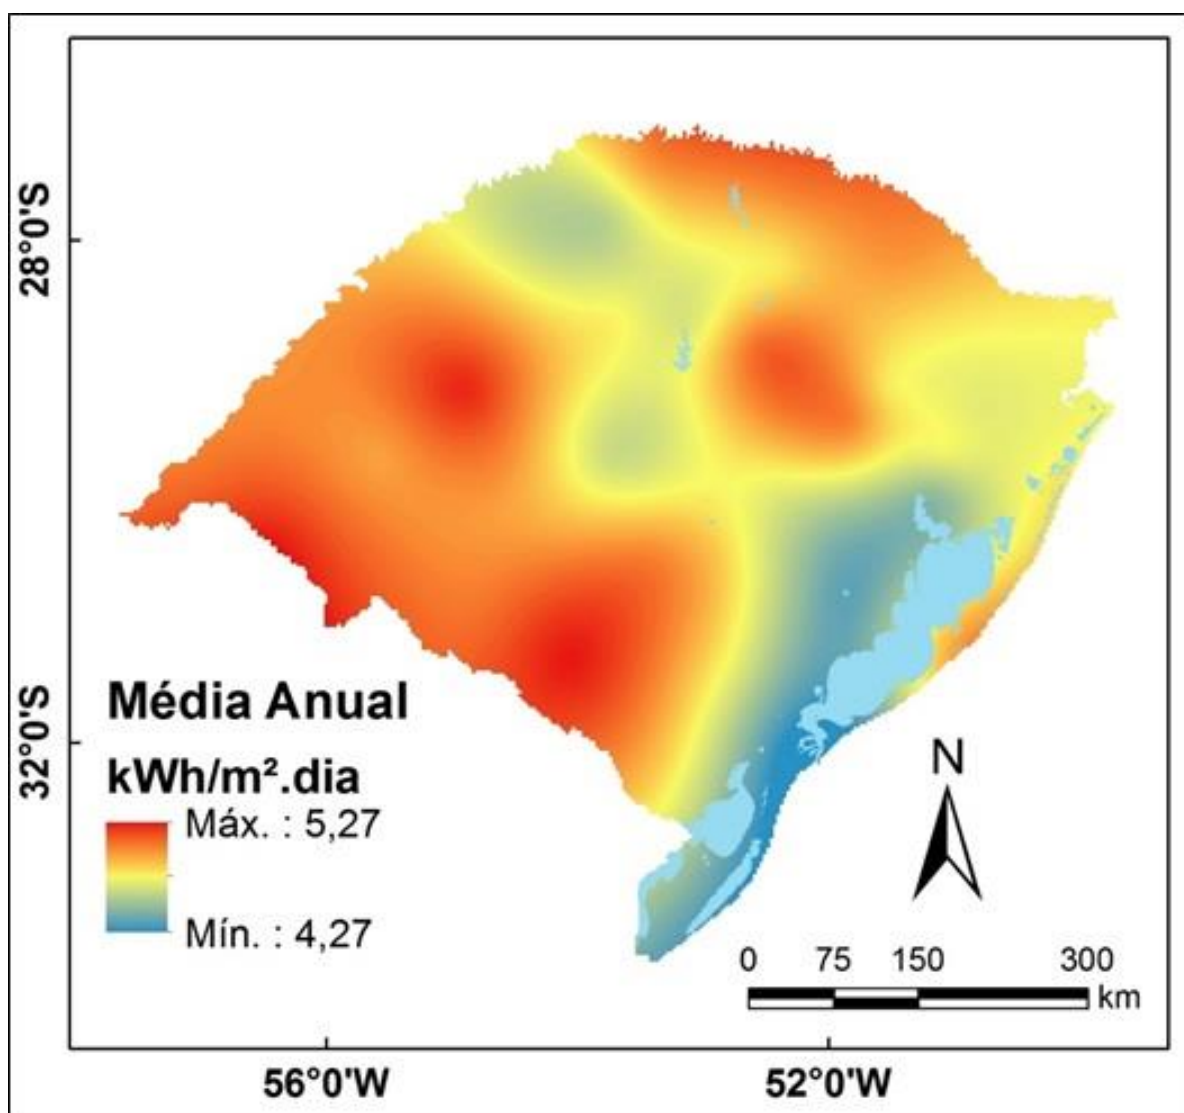 28°0'S
32°0'S
Média Anual
kWh/m².dia
Máx. : 5,27
Mín. : 4,27
N
0 75 150 300
km
56°0'W 52°0'W